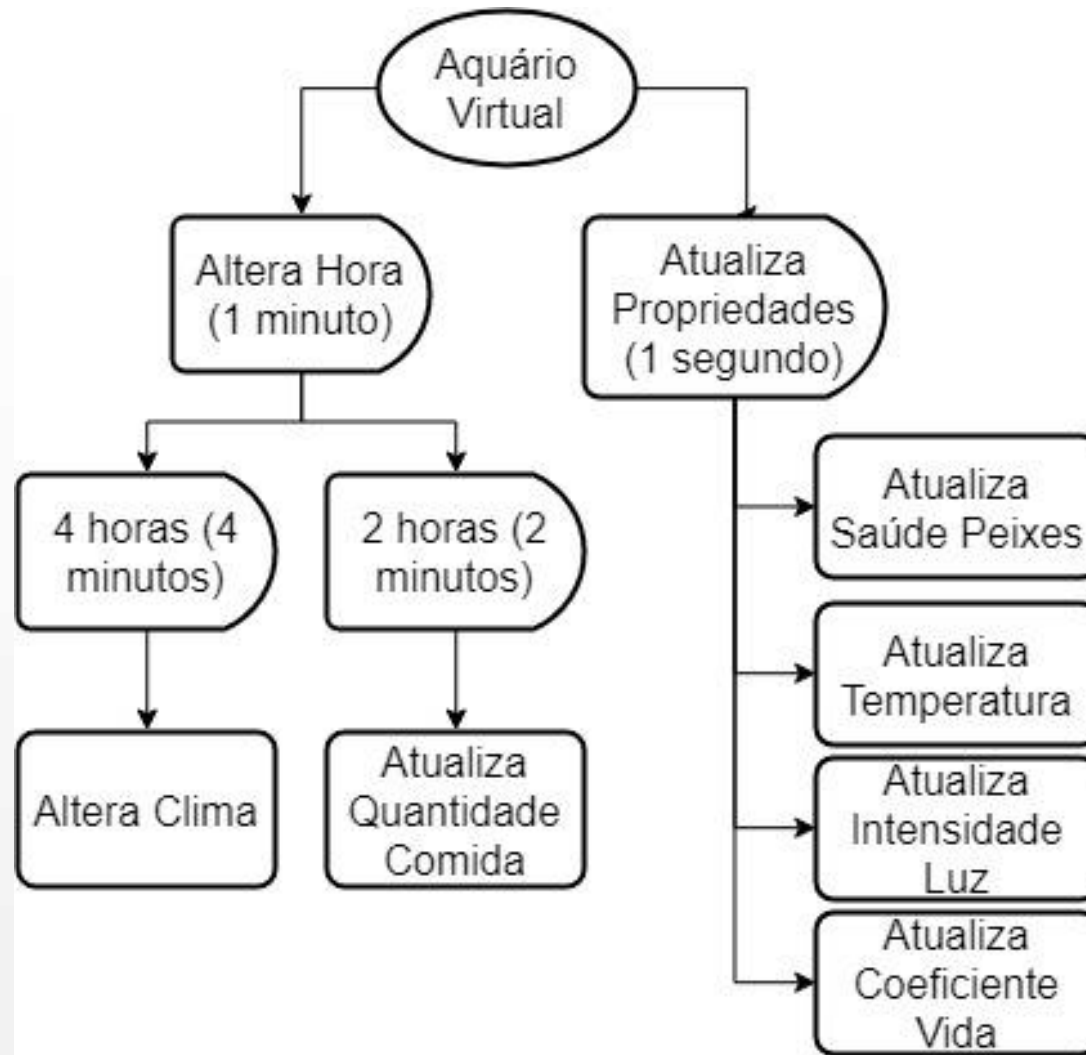 Aquário
Virtual
Altera Hora
(1 minuto)
Atualiza
Propriedades
(1 segundo)
4 horas (4
minutos)
2 horas (2
minutos)
Altera Clima
Atualiza
Quantidade
Comida
Atualiza
Saúde Peixes
Atualiza
Temperatura
Atualiza
Intensidade
Luz
Atualiza
Coeficiente
Vida